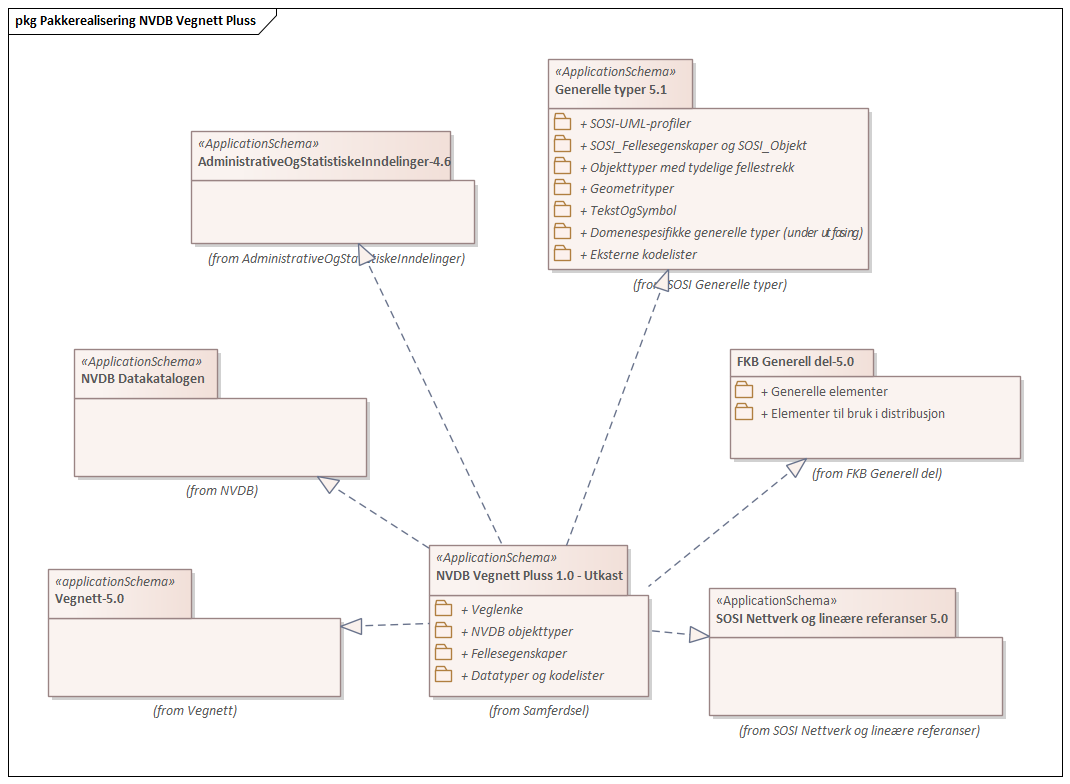 pkg Pakkerealisering NVDB Vegnett Pluss
«ApplicationSchema»
Generelle typer 5.1
+ SOSI-UML-profiler
+ SOSI_Fellesegenskaper og SOSI_Objekt
+ Objekttyper med tydelige fellestrekk
+ Geometrityper
+ TekstOgSymbol
+ Domenespesifikke generelle typer (under utfasing)
+ Eksterne kodelister
(from SOSI Generelle typer)
«ApplicationSchema»
AdministrativeOgStatistiskeInndelinger-4.6
(from AdministrativeOgStatistiskeInndelinger)
«ApplicationSchema»
NVDB Datakatalogen
(from NVDB)
FKB Generell del-5.0
+ Generelle elementer
+ Elementer til bruk i distribusjon
(from FKB Generell del)
«applicationSchema»
Vegnett-5.0
(from Vegnett)
«ApplicationSchema»
NVDB Vegnett Pluss 1.0 - Utkast
+ Veglenke
+ NVDB objekttyper
+ Fellesegenskaper
+ Datatyper og kodelister
(from Samferdsel)
«ApplicationSchema»
SOSI Nettverk og lineære referanser 5.0
(from SOSI Nettverk og lineære referanser)